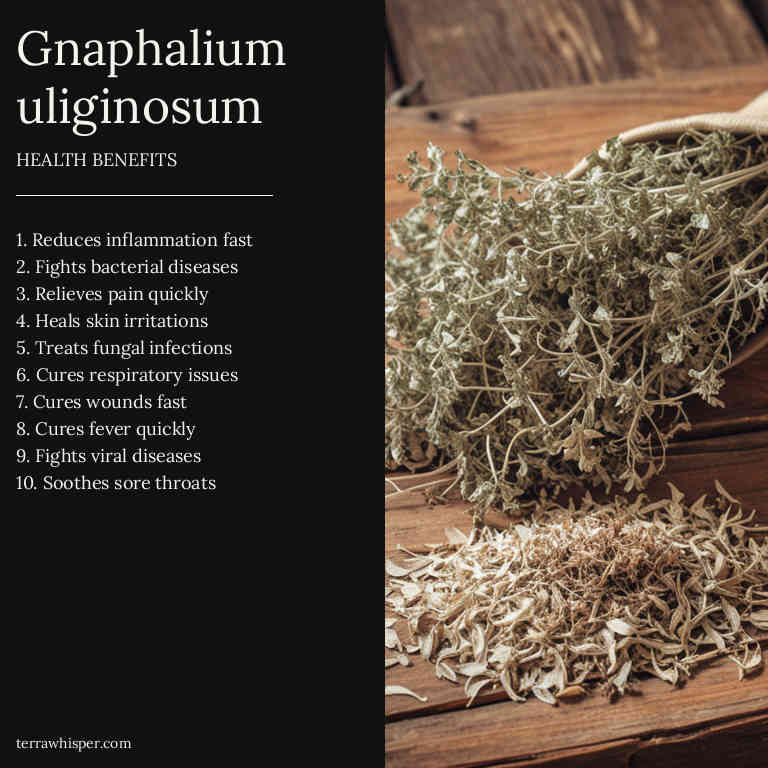 Gnaphalium
uliginosum
HEALTH BENEFITS
1. Reduces inflammation fast
2. Fights bacterial diseases
3. Relieves pain quickly
4. Heals skin irritations
5. Treats fungal infections
6. Cures respiratory issues
7. Cures wounds fast
8. Cures fever quickly
9. Fights viral diseases
10. Soothes sore throats
terrawhisper.com